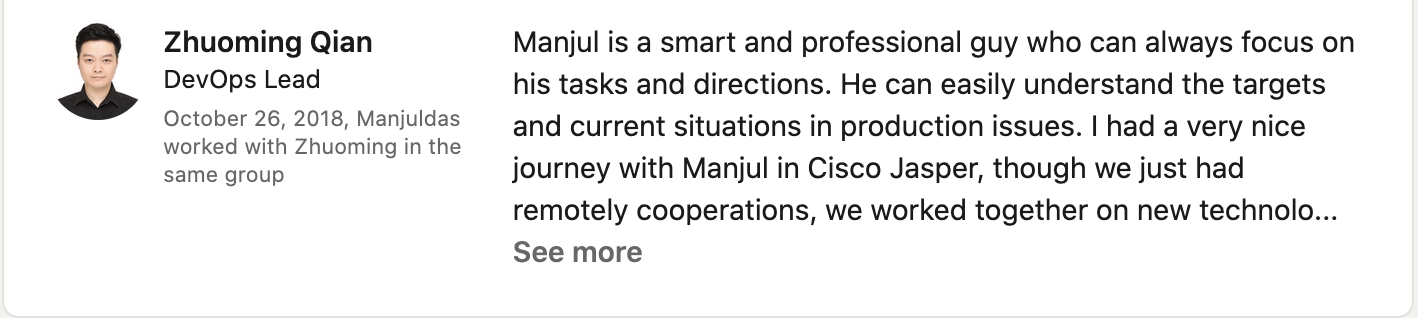 Zhuoming Qian
DevOps Lead
October 26, 2018, Manjuldas
worked with Zhuoming in the
same group
Manjul is a smart and professional guy who can always focus on
his tasks and directions. He can easily understand the targets
and current situations in production issues. I had a very nice
journey with Manjul in Cisco Jasper, though we just had
remotely cooperations, we worked together on new technolo...
See more